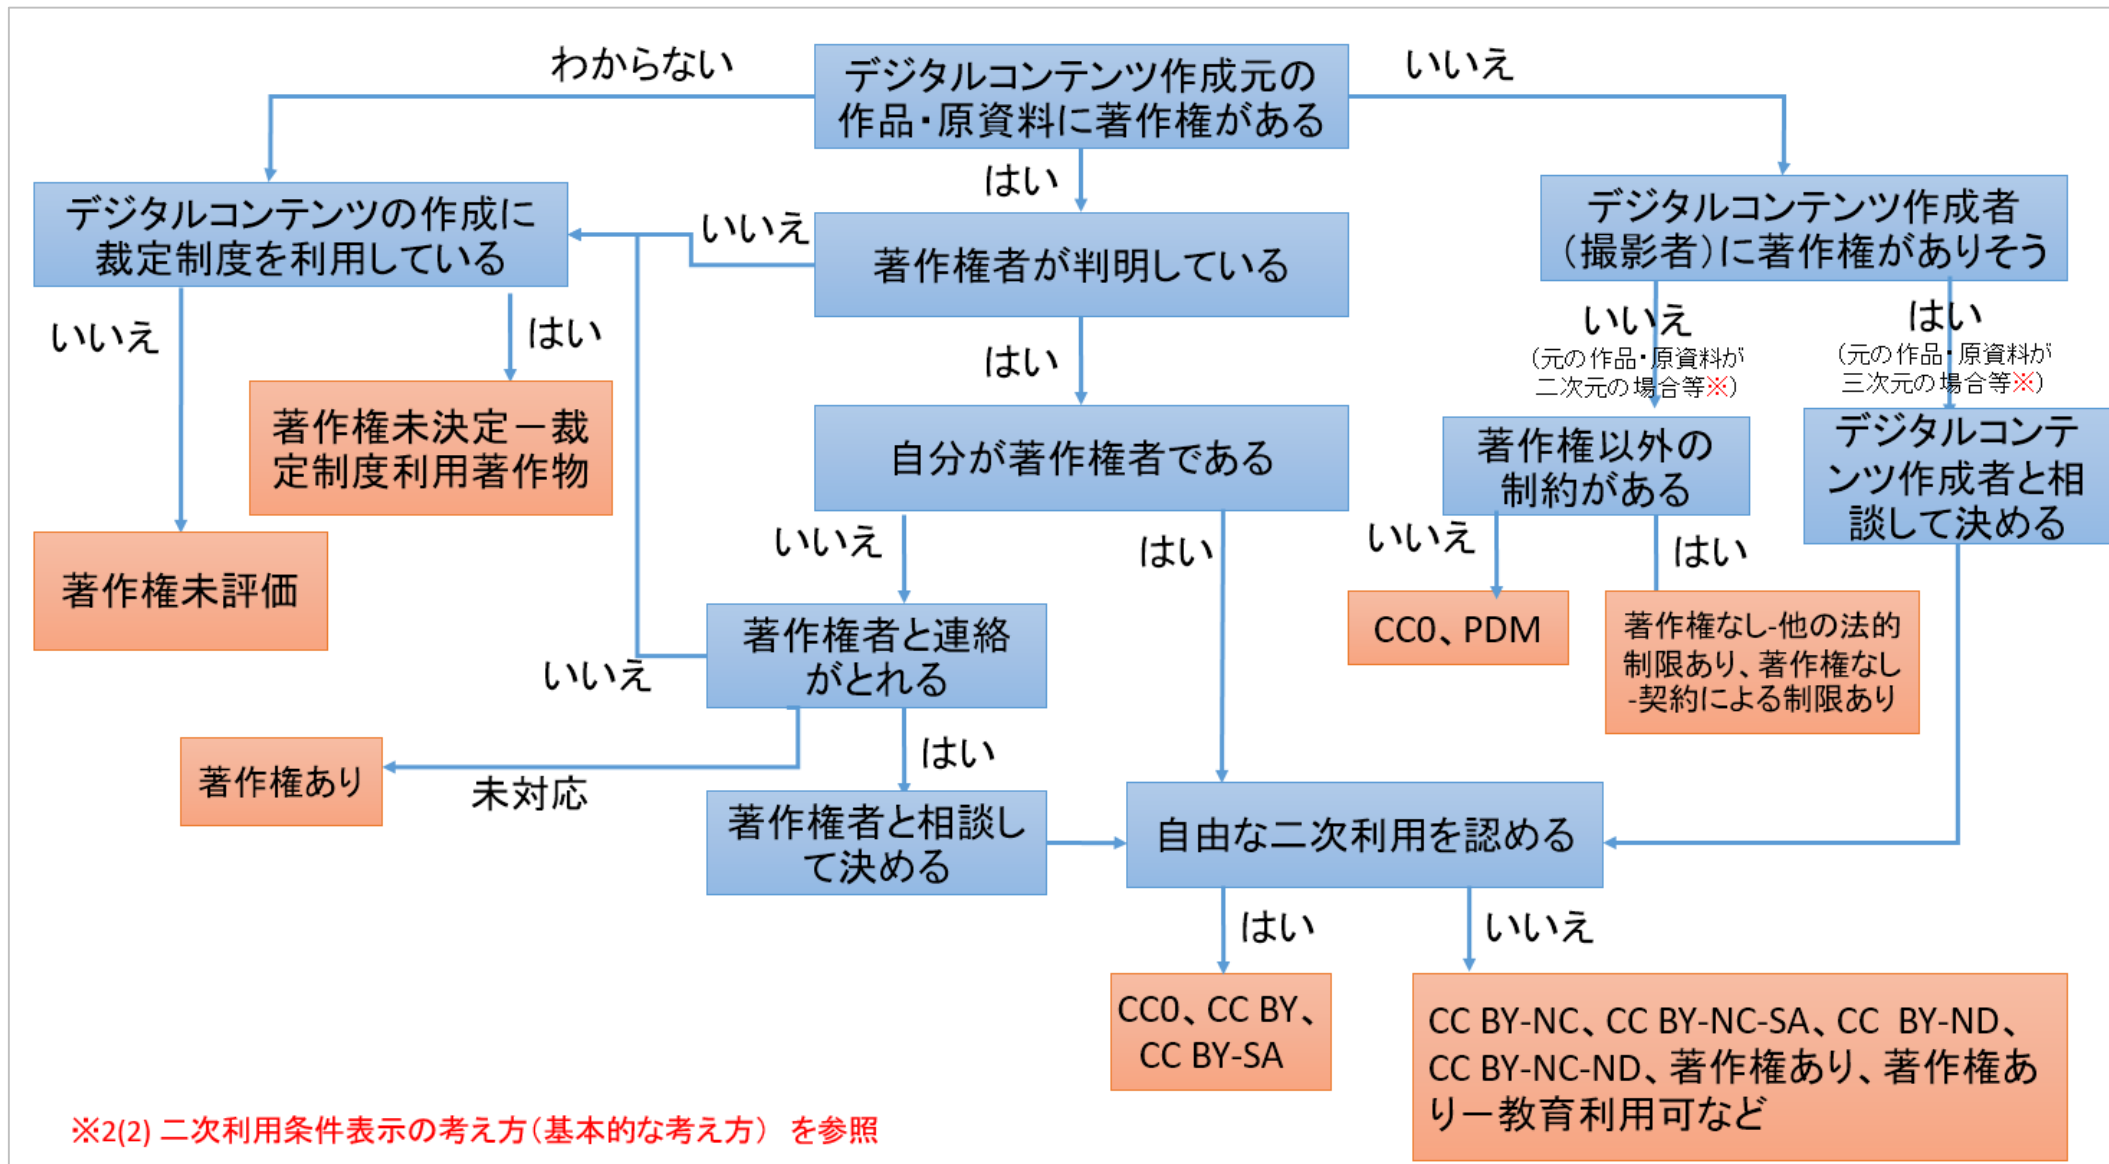 わからない
デジタルコンテンツ作成元の
作品・原資料に著作権がある
いいえ
はい
デジタルコンテンツの作成に
裁定制度を利用している
いいえ
著作権者が判明している
デジタルコンテンツ作成者
（撮影者）に著作権がありそう
いいえ
はい
はい
いいえ
（元の作品・原資料が
二次元の場合等※）
はい
（元の作品・原資料が
三次元の場合等※）
著作権未決定－裁
定制度利用著作物
自分が著作権者である
著作権以外の
制約がある
デジタルコンテ
ンツ作成者と相
談して決める
いいえ
はい
いいえ
はい
著作権未評価
著作権者と連絡
がとれる
CC0、PDM
著作権なし-他の法的
制限あり、著作権なし
-契約による制限あり
いいえ
はい
著作権あり
未対応
著作権者と相談し
て決める
自由な二次利用を認める
はい
いいえ
CC0、CC BY、
CC BY-SA
CC BY-NC、CC BY-NC-SA、CC BY-ND、
CC BY-NC-ND、著作権あり、著作権あ
り－教育利用可など
※2(2) 二次利用条件表示の考え方（基本的な考え方） を参照